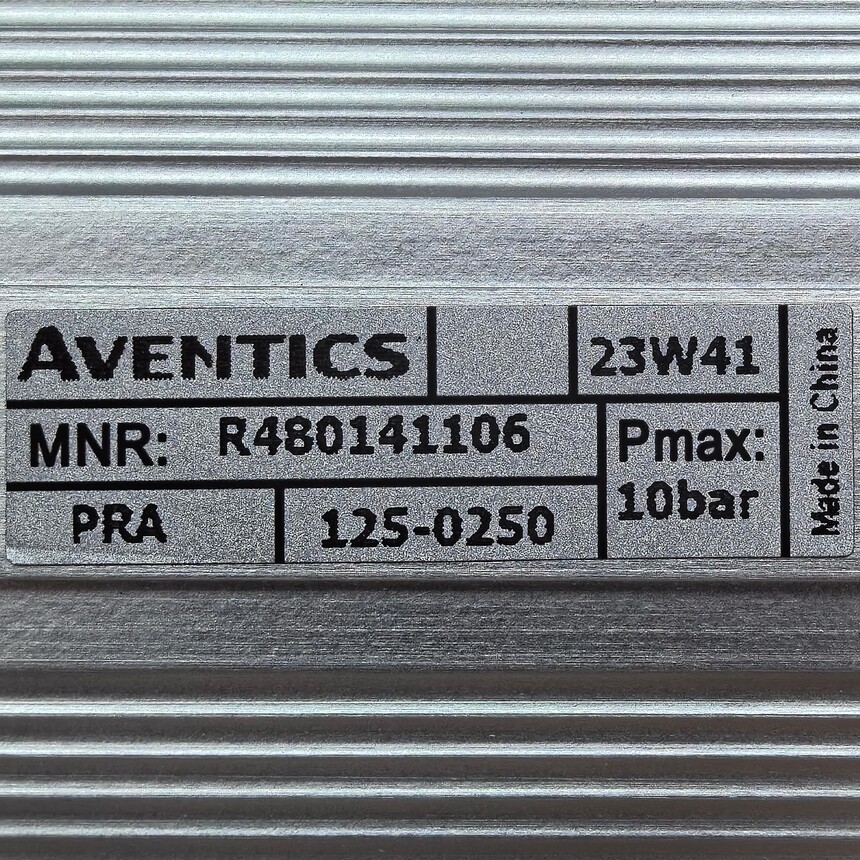 AVENTICS 23W41
MNR: R480141106
Pmax:
10bar
PRA 125-0250
Made in China